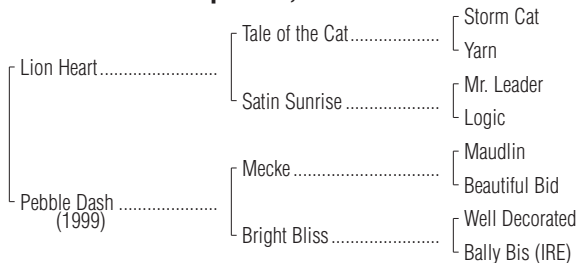 Storm Cat
Tale of the Cat....................
Yarn
Lion Heart..........................
Mr. Leader
Satin Sunrise .....................
Logic
Maudlin
Mecke.................................
Beautiful Bid
Pebble Dash ......................
(1999)
Well Decorated
Bright Bliss.........................
Bally Bis (IRE)